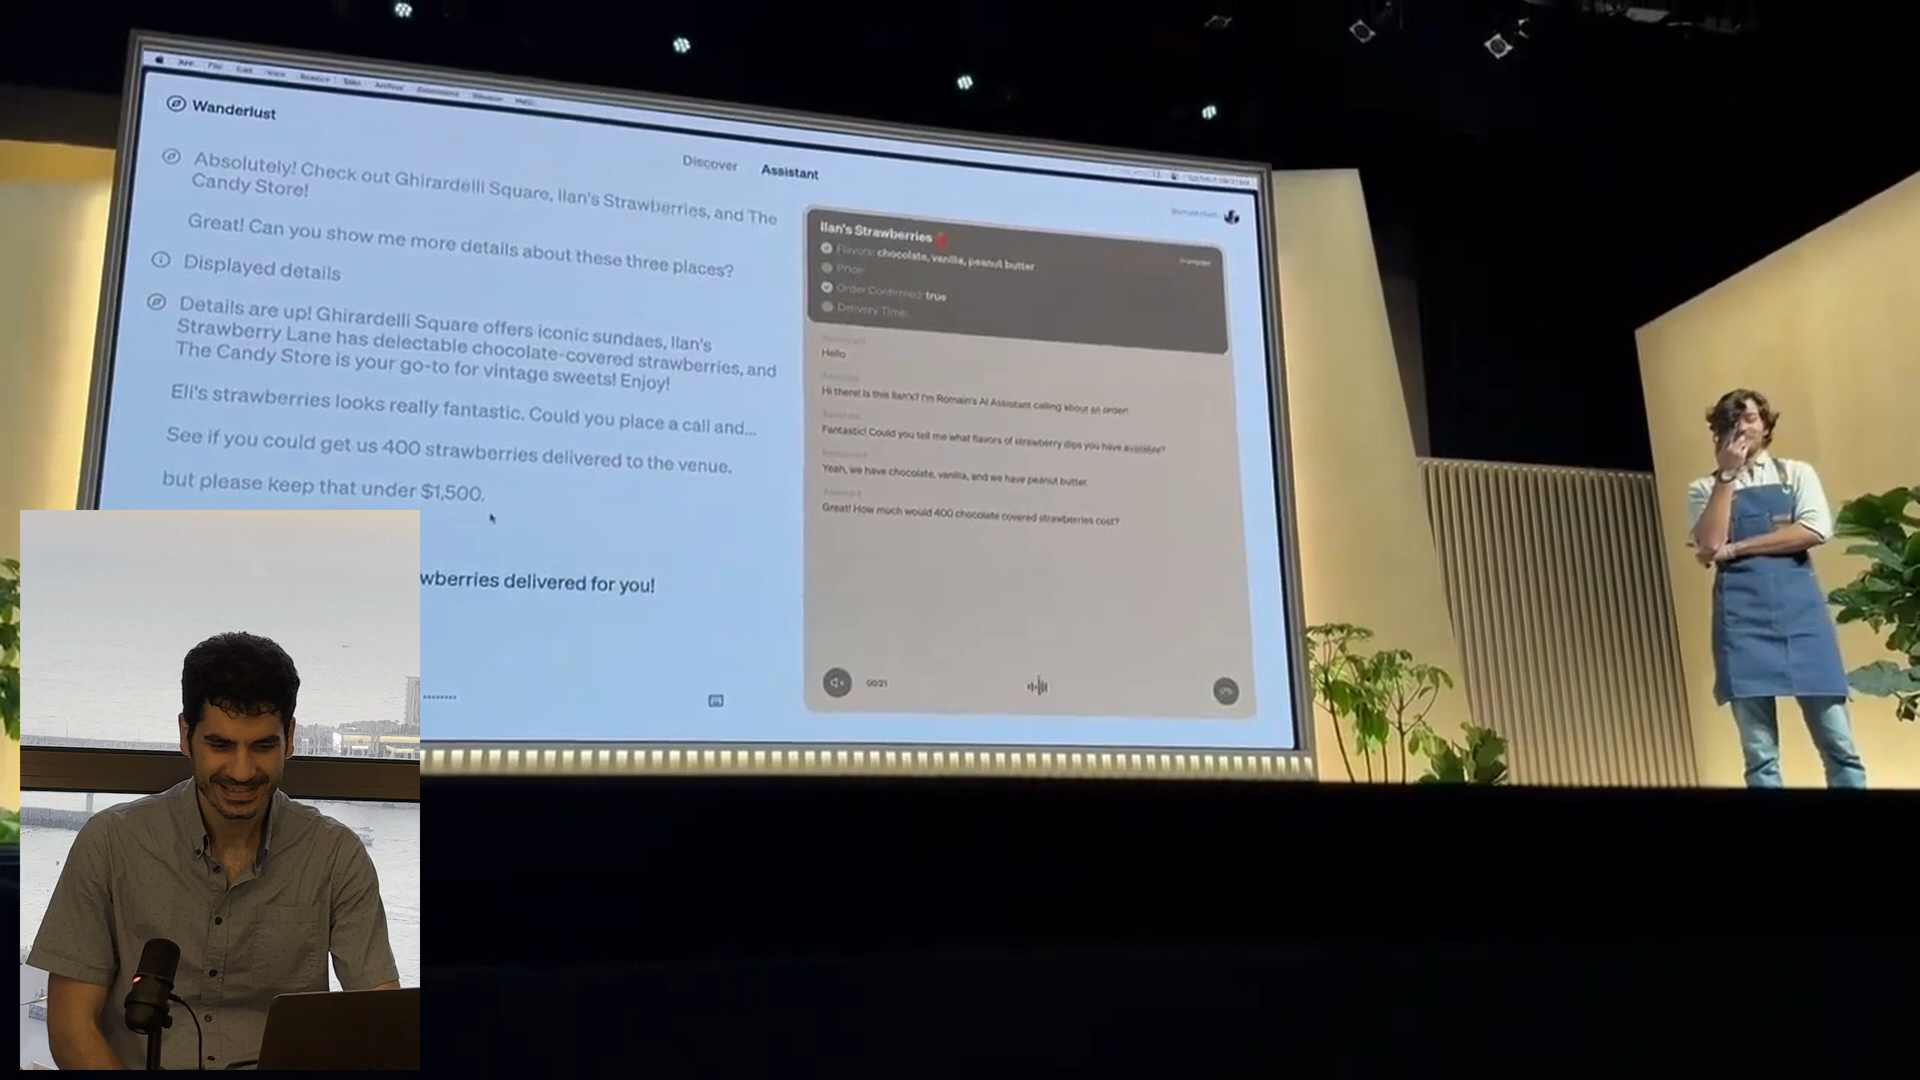 Wanderlust
Discover
Assistant
Absolutely! Check out Ghirardelli Square, Ilan's Strawberries, and The
Candy Store!
Great! Can you show me more details about these three places?
Displayed details
Details are up! Ghirardelli Square offers iconic sundaes, Ilan's
Strawberry Lane has delectable chocolate-covered strawberries, and
The Candy Store is your go-to for vintage sweets! Enjoy!
Eli's strawberries looks really fantastic. Could you place a call and...
See if you could get us 400 strawberries delivered to the venue,
but please keep that under $1,500.
wberries delivered for you!
Ilan's Strawberries
Flavors: chocolate, vanilla, peanut butter
Price:
Order Confirmed: true
Delivery Time:
Hello
Hi there! Is this Ilan's? I'm Romain's AI Assistant calling about an order!
Fantastic! Could you tell me what flavors of strawberry dips you have available?
Yeah, we have chocolate, vanilla, and we have peanut butter.
Great! How much would 400 chocolate covered strawberries cost?
00:21